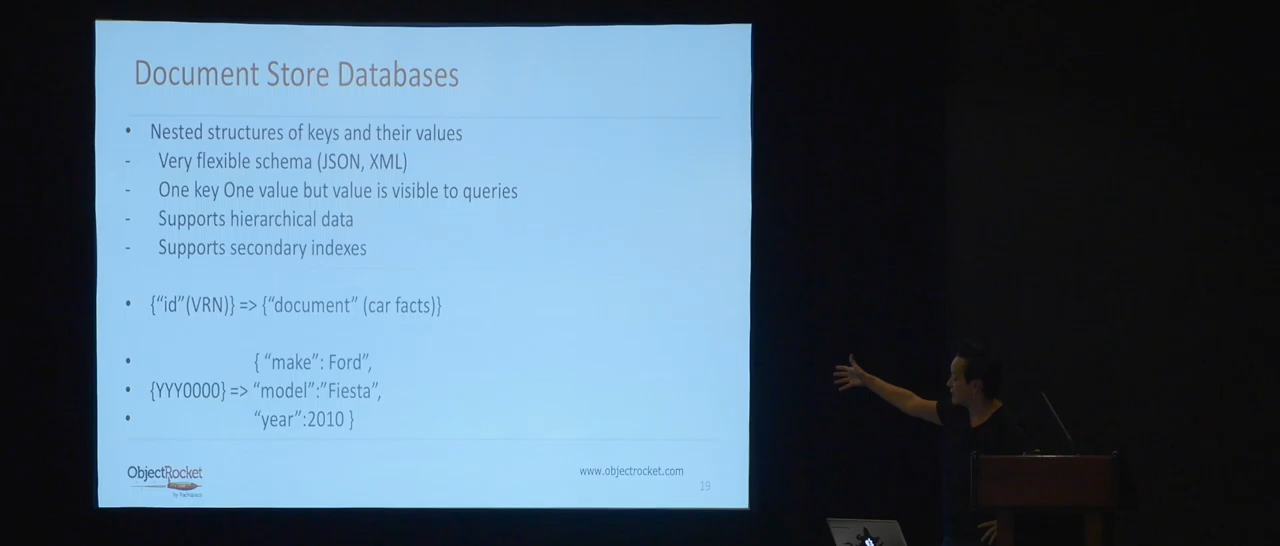 Document Store Databases
• Nested structures of keys and their values
- Very flexible schema (JSON, XML)
- One key One value but value is visible to queries
- Supports hierarchical data
- Supports secondary indexes
• {“id”(VRN)} => {“document” (car facts)}
• { “make”: Ford”,
• {YYY0000} => “model”:”Fiesta”,
• “year”:2010 }
ObjectRocket
by Rackspace
www.objectrocket.com
19